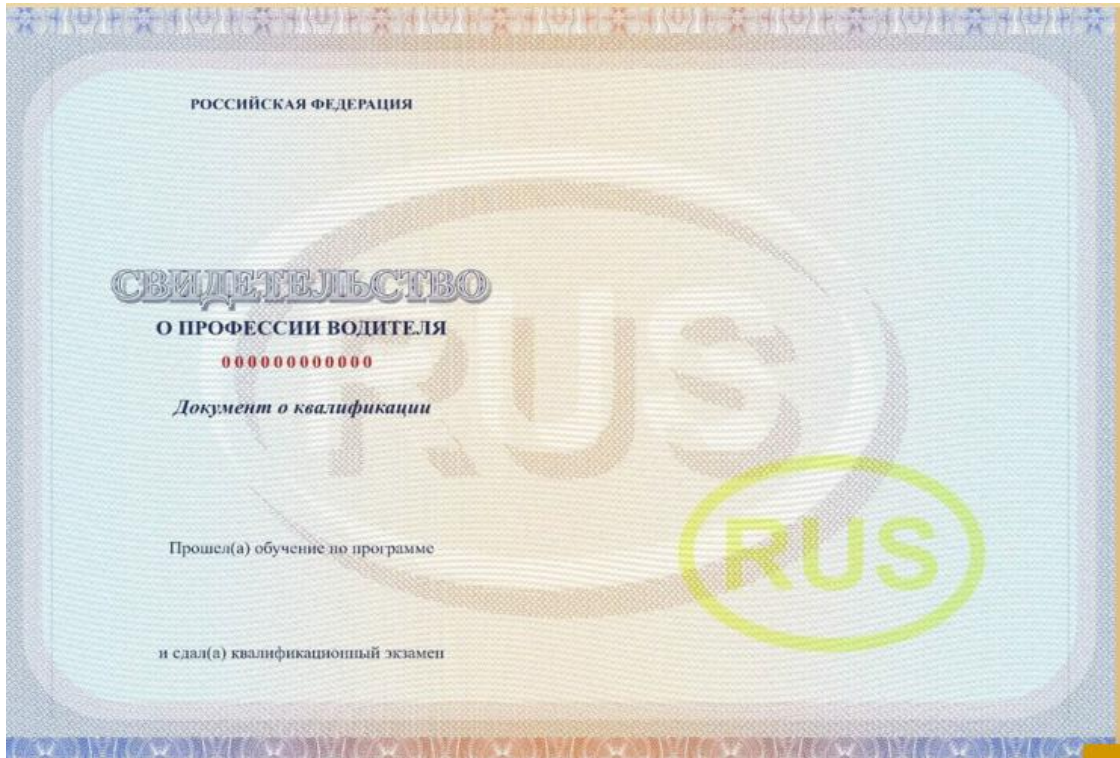 РОССИЙСКАЯ ФЕДЕРАЦИЯ
СВИДЕТЕЛЬСТВО
О ПРОФЕССИИ ВОДИТЕЛЯ
000000000000
Документ о квалификации
RUS
RUS
Прошел(а) обучение по программе
и сдал(а) квалификационный экзамен